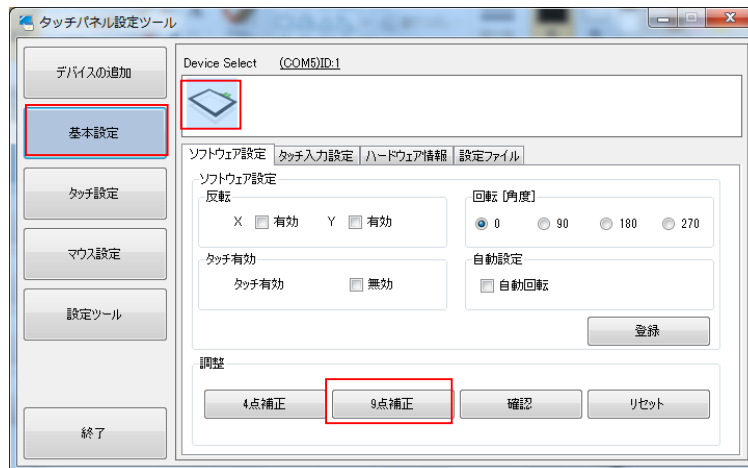 タッチパネル設定ツール
デバイスの追加
基本設定
タッチ設定
マウス設定
設定ツール
終了
Device Select (COM5)ID:1
ソフトウェア設定 タッチ入力設定 ハードウェア情報 設定ファイル
ソフトウェア設定
反転
X 有効 Y 有効
回転 [角度]
0 90 180 270
タッチ有効
タッチ有効 無効
自動設定
自動回転
登録
調整
4点補正 9点補正 確認 リセット